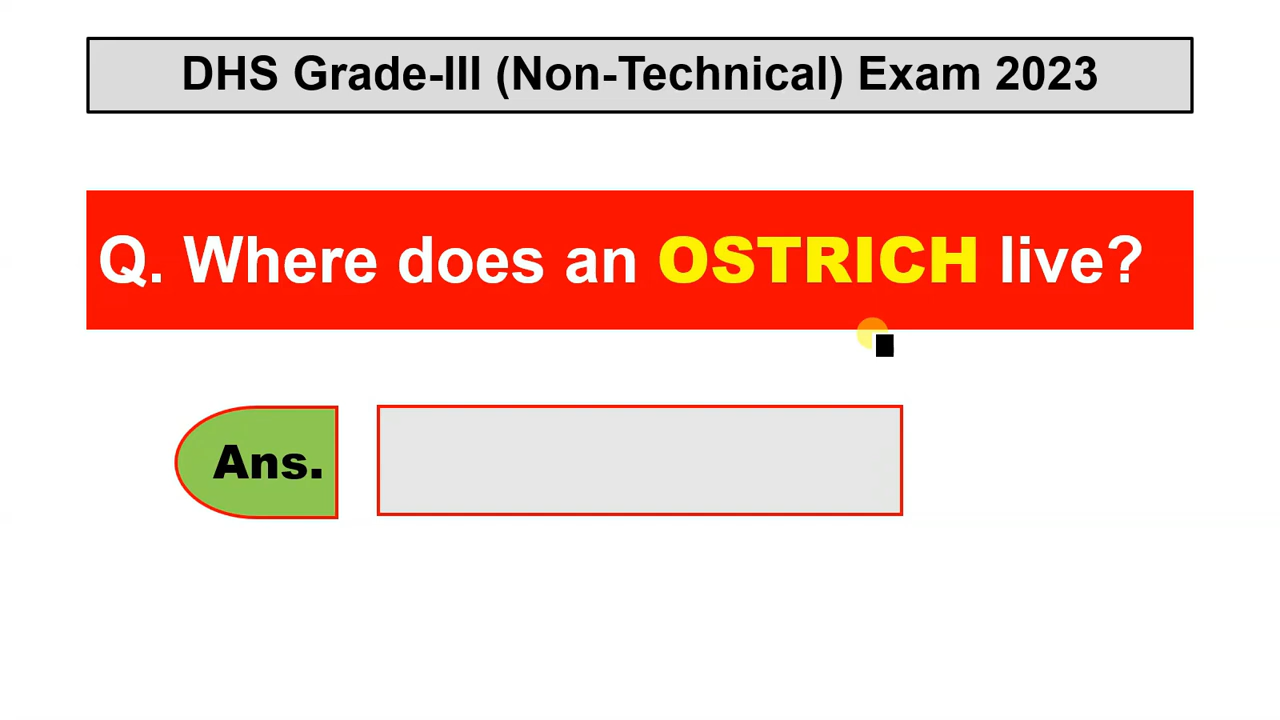 DHS Grade-III (Non-Technical) Exam 2023
Q. Where does an OSTRICH live?
Ans.